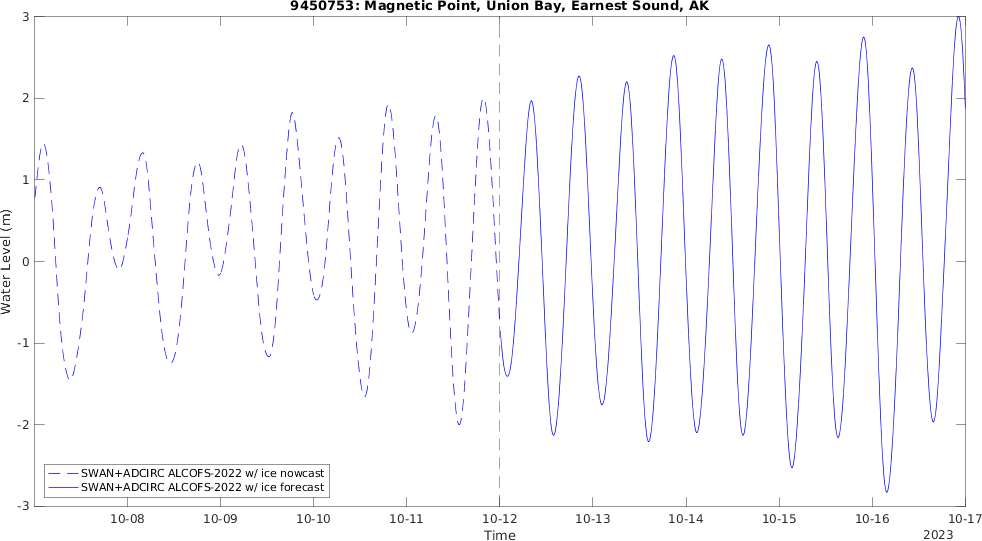 9450753: Magnetic Point, Union Bay, Earnest Sound, AK
3
2
1
0
-1
-2
-3
Water Level (m)
SWAN+ADCIRC ALCOFS-2022 w/ ice nowcast
SWAN+ADCIRC ALCOFS-2022 w/ ice forecast
10-08 10-09 10-10 10-11 10-12 10-13 10-14 10-15 10-16 10-17
Time
2023